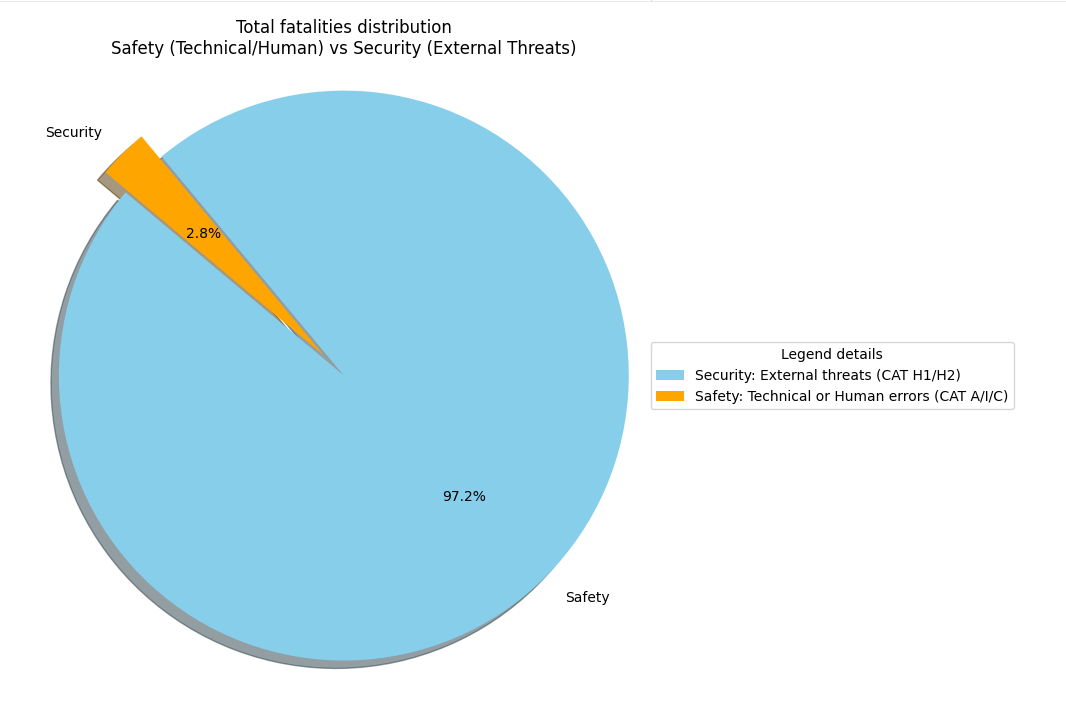 Total fatalities distribution
Safety (Technical/Human) vs Security (External Threats)
Security
2.8%
Legend details
Security: External threats (CAT H1/H2)
Safety: Technical or Human errors (CAT A/I/C)
97.2%
Safety